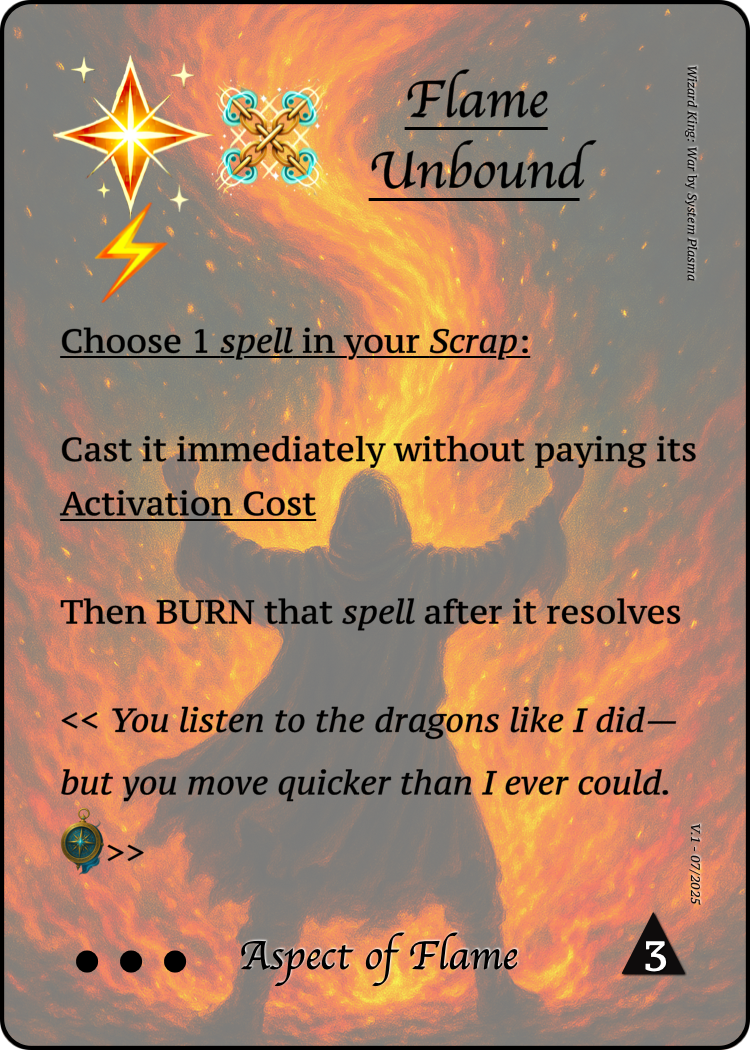 Flame
Unbound
Wizard King: War by System Plasma
Choose 1 spell in your Scrap:
Cast it immediately without paying its
Activation Cost
Then BURN that spell after it resolves
<< You listen to the dragons like I did—
but you move quicker than I ever could.
>>
V.1 - 07/2025
Aspect of Flame
3